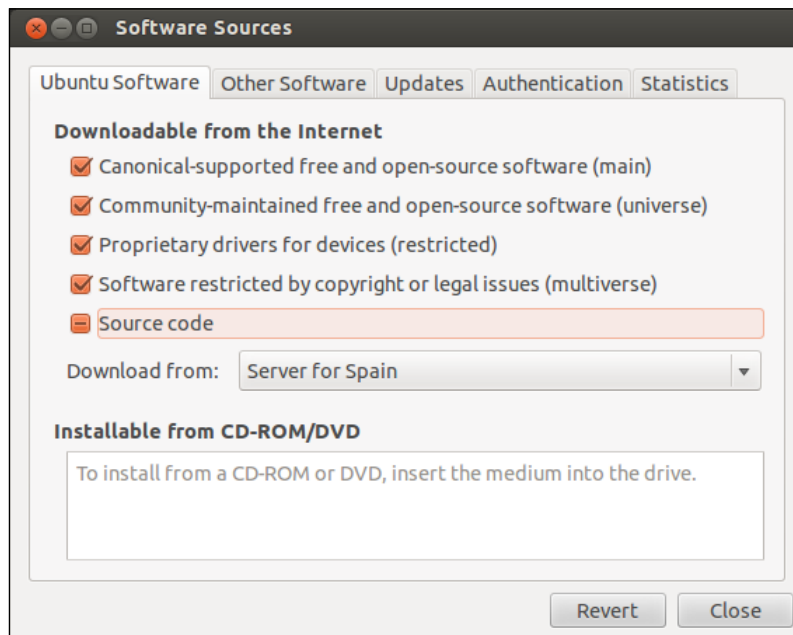 Software Sources
Ubuntu Software Other Software Updates Authentication Statistics
Downloadable from the Internet
Canonical-supported free and open-source software (main)
Community-maintained free and open-source software (universe)
Proprietary drivers for devices (restricted)
Software restricted by copyright or legal issues (multiverse)
Source code
Download from: Server for Spain
Installable from CD-ROM/DVD
To install from a CD-ROM or DVD, insert the medium into the drive.
Revert Close